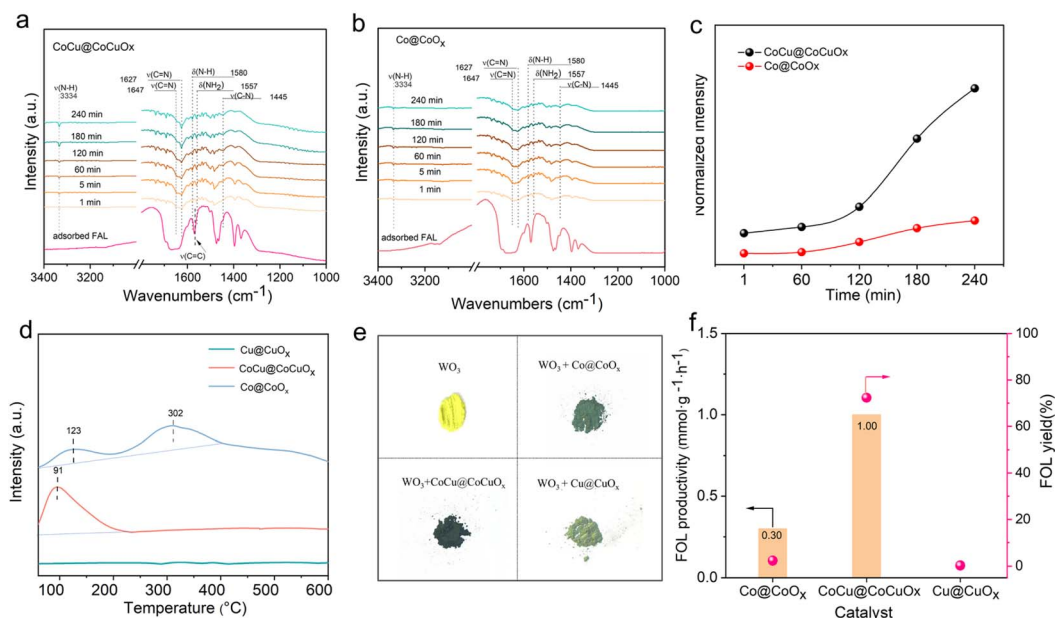 a
CoCu@CoCuOx
ν(N-H)
3334
1627
ν(C=N)
1647
ν(C=N)
δ(N-H)
1580
δ(NH2)
1557
ν(C-N)
1445
240 min
180 min
120 min
60 min
5 min
1 min
adsorbed FAL
ν(C=C)
Intensity (a.u.)
3400 3200 1600 1400 1200 1000
Wavenumbers (cm-1)
b
Co@CoOx
ν(N-H)
3334
1627
ν(C=N)
1647
ν(C=N)
δ(N-H)
1580
δ(NH2)
1557
ν(C-N)
1445
240 min
180 min
120 min
60 min
5 min
1 min
adsorbed FAL
Intensity (a.u.)
3400 3200 1600 1400 1200 1000
Wavenumbers (cm-1)
c
CoCu@CoCuOx
Co@CoOx
Normalized intensity
1 60 120 180 240
Time (min)
d
Cu@CuOx
CoCu@CoCuOx
Co@CoOx
123
302
91
Intensity (a.u.)
100 200 300 400 500 600
Temperature (°C)
e
WO3
WO3 + Co@CoOx
WO3+CoCu@CoCuOx
WO3 + Cu@CuOx
f
FOL productivity (mmol·g-1·h-1)
1.5
1.0
0.5
0.0
0.30
1.00
100
80
60
40
20
0
FOL yield(%)
Co@CoOx CoCu@CoCuOx Cu@CuOx
Catalyst